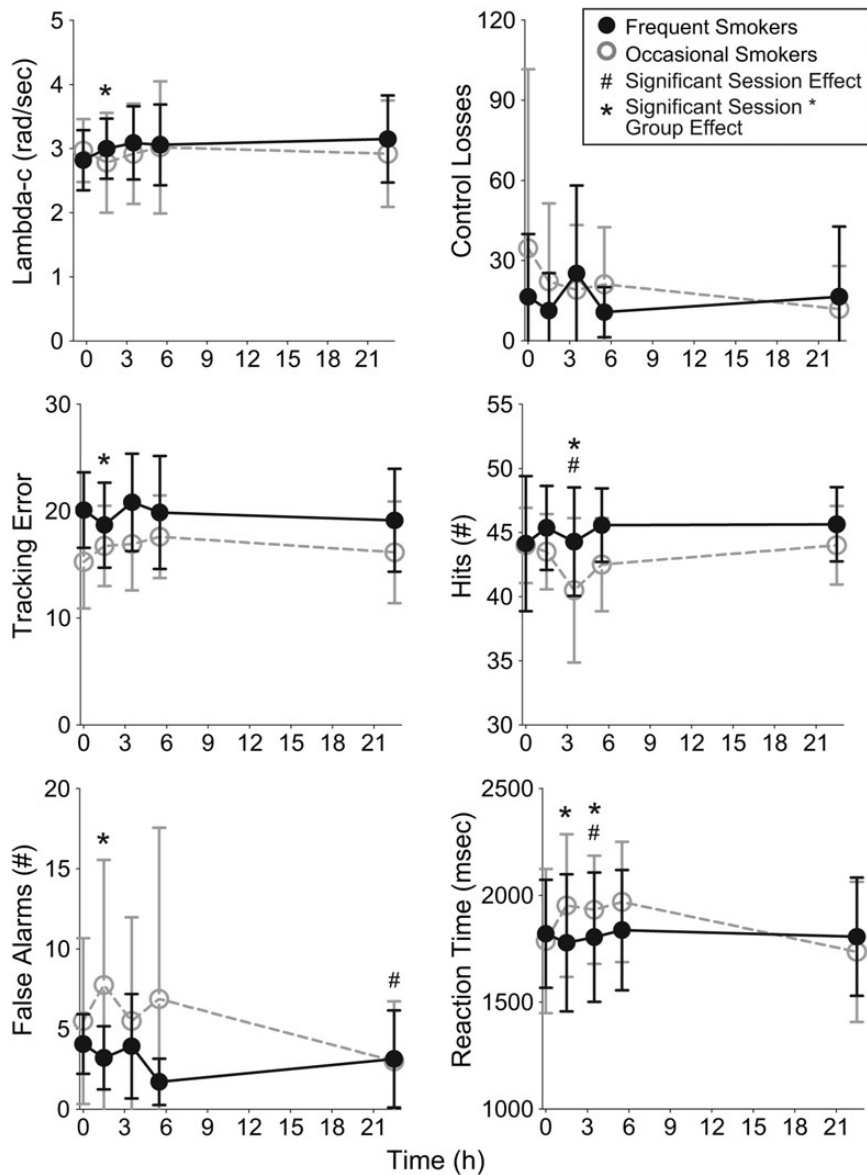 5
4
3
2
1
0
Lambda-c (rad/sec)
*
0 3 6 9 12 15 18 21
120
90
60
30
0
Control Losses
0 3 6 9 12 15 18 21
Frequent Smokers
Occasional Smokers
# Significant Session Effect
* Significant Session *
Group Effect
30
20
10
0
Tracking Error
*
0 3 6 9 12 15 18 21
55
50
45
40
35
30
Hits (#)
*
#
0 3 6 9 12 15 18 21
20
15
10
5
0
False Alarms (#)
*
#
0 3 6 9 12 15 18 21
2500
2000
1500
1000
Reaction Time (msec)
* *
#
0 3 6 9 12 15 18 21
Time (h)